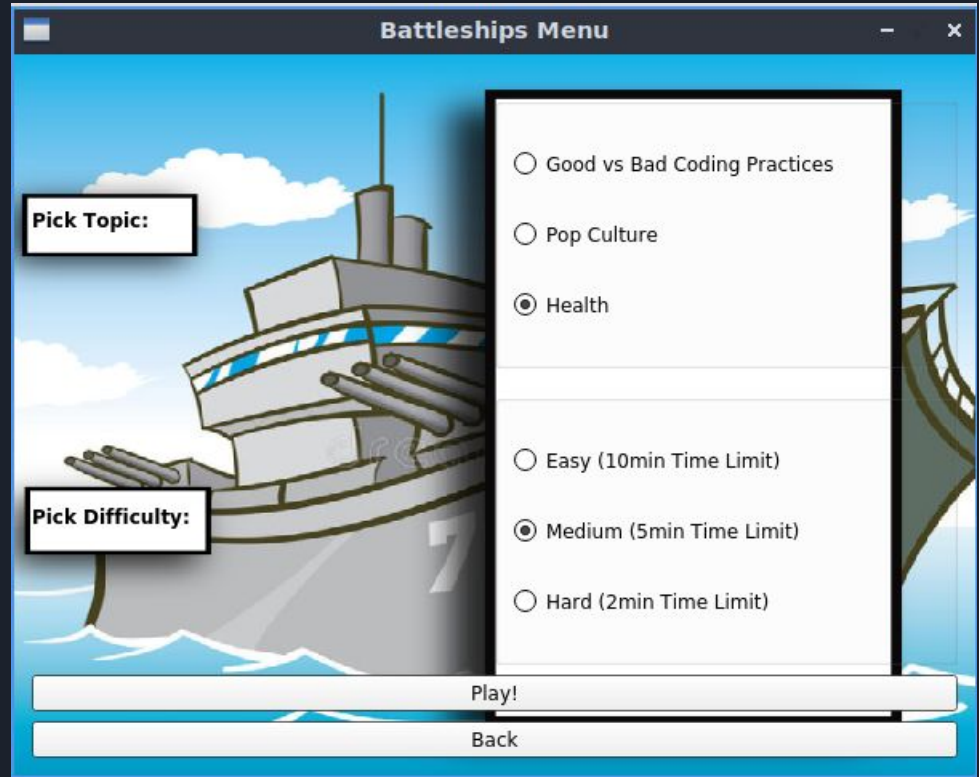 Battleships Menu
Pick Topic:
Good vs Bad Coding Practices
Pop Culture
Health
Pick Difficulty:
Easy (10min Time Limit)
Medium (5min Time Limit)
Hard (2min Time Limit)
7
Play!
Back